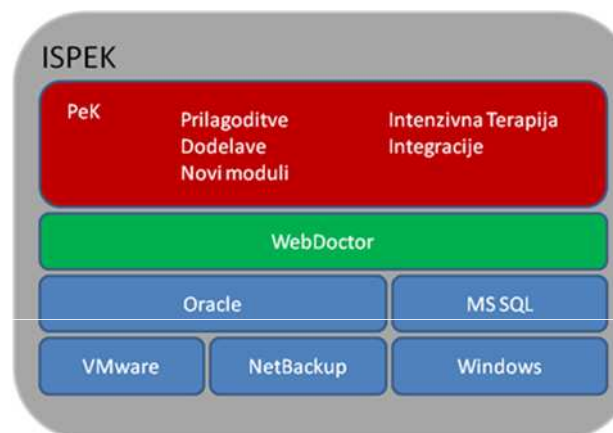 ISPEK
PeK
Prilagoditve
Dodelave
Novi moduli
Intenzivna Terapija
Integracije
WebDoctor
Oracle
MS SQL
VMware
NetBackup
Windows